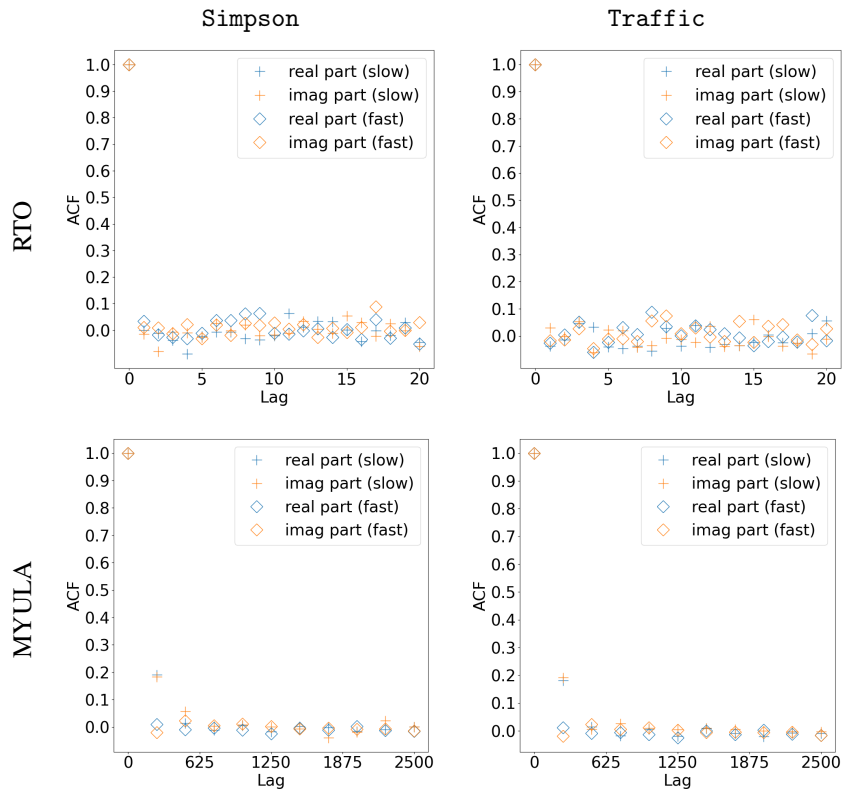 Simpson Traffic
RTO
1.0
0.9
0.8
0.7
0.6
0.5
0.4
0.3
0.2
0.1
0.0
ACF
0 5 10 15 20
Lag
real part (slow)
imag part (slow)
real part (fast)
imag part (fast)
1.0
0.9
0.8
0.7
0.6
0.5
0.4
0.3
0.2
0.1
0.0
ACF
0 5 10 15 20
Lag
real part (slow)
imag part (slow)
real part (fast)
imag part (fast)
MYULA
1.0
0.9
0.8
0.7
0.6
0.5
0.4
0.3
0.2
0.1
0.0
ACF
0 625 1250 1875 2500
Lag
real part (slow)
imag part (slow)
real part (fast)
imag part (fast)
1.0
0.9
0.8
0.7
0.6
0.5
0.4
0.3
0.2
0.1
0.0
ACF
0 625 1250 1875 2500
Lag
real part (slow)
imag part (slow)
real part (fast)
imag part (fast)